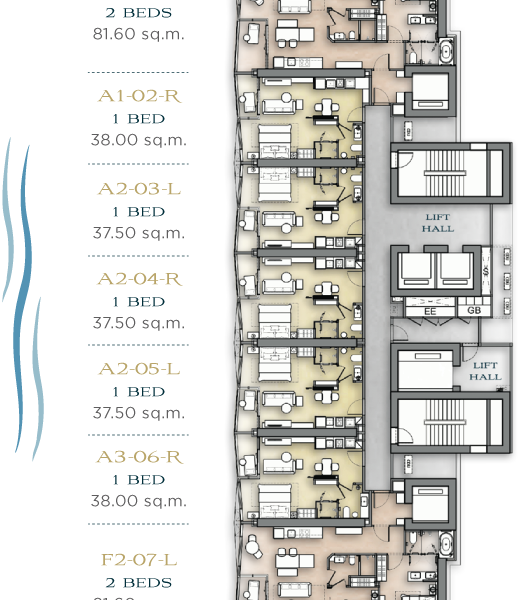 2 BEDS
81.60 sq.m.
A1-02-R
1 BED
38.00 sq.m.
A2-03-L
1 BED
37.50 sq.m.
A2-04-R
1 BED
37.50 sq.m.
A2-05-L
1 BED
37.50 sq.m.
A3-06-R
1 BED
38.00 sq.m.
F2-07-L
2 BEDS
LIFT
HALL
EE
GB
LIFT
HALL